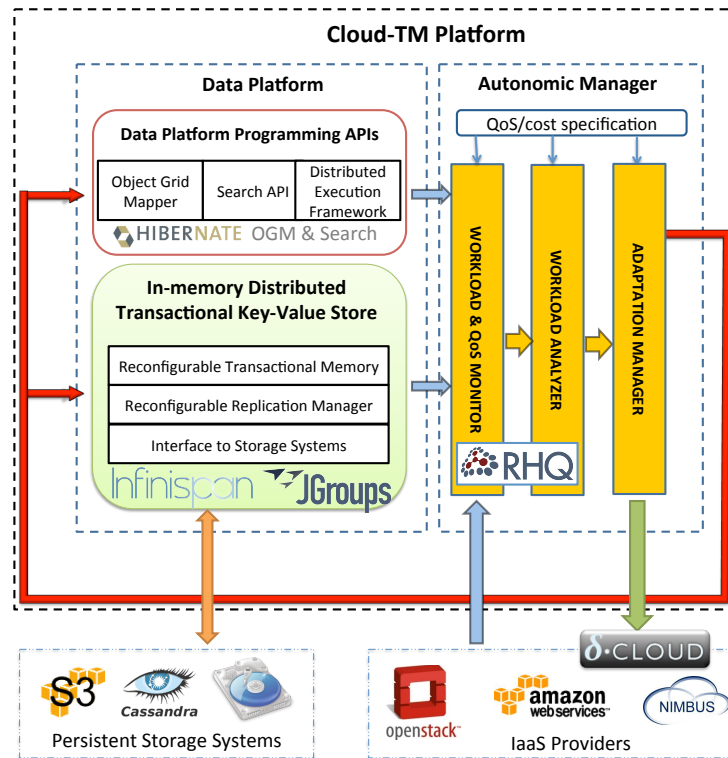 Cloud-TM Platform
Data Platform
Data Platform Programming APIs
Object Grid
Mapper
Search API
Distributed
Execution
Framework
HIBERNATE OGM & Search
In-memory Distributed
Transactional Key-Value Store
Reconfigurable Transactional Memory
Reconfigurable Replication Manager
Interface to Storage Systems
Infinispan
JGroups
Autonomic Manager
QoS/cost specification
WORKLOAD & QoS MONITOR
WORKLOAD ANALYZER
ADAPTATION MANAGER
RHQ
S3
Cassandra
Persistent Storage Systems
δ-CLOUD
openstack™
amazon
webservices™
NIMBUS
IaaS Providers